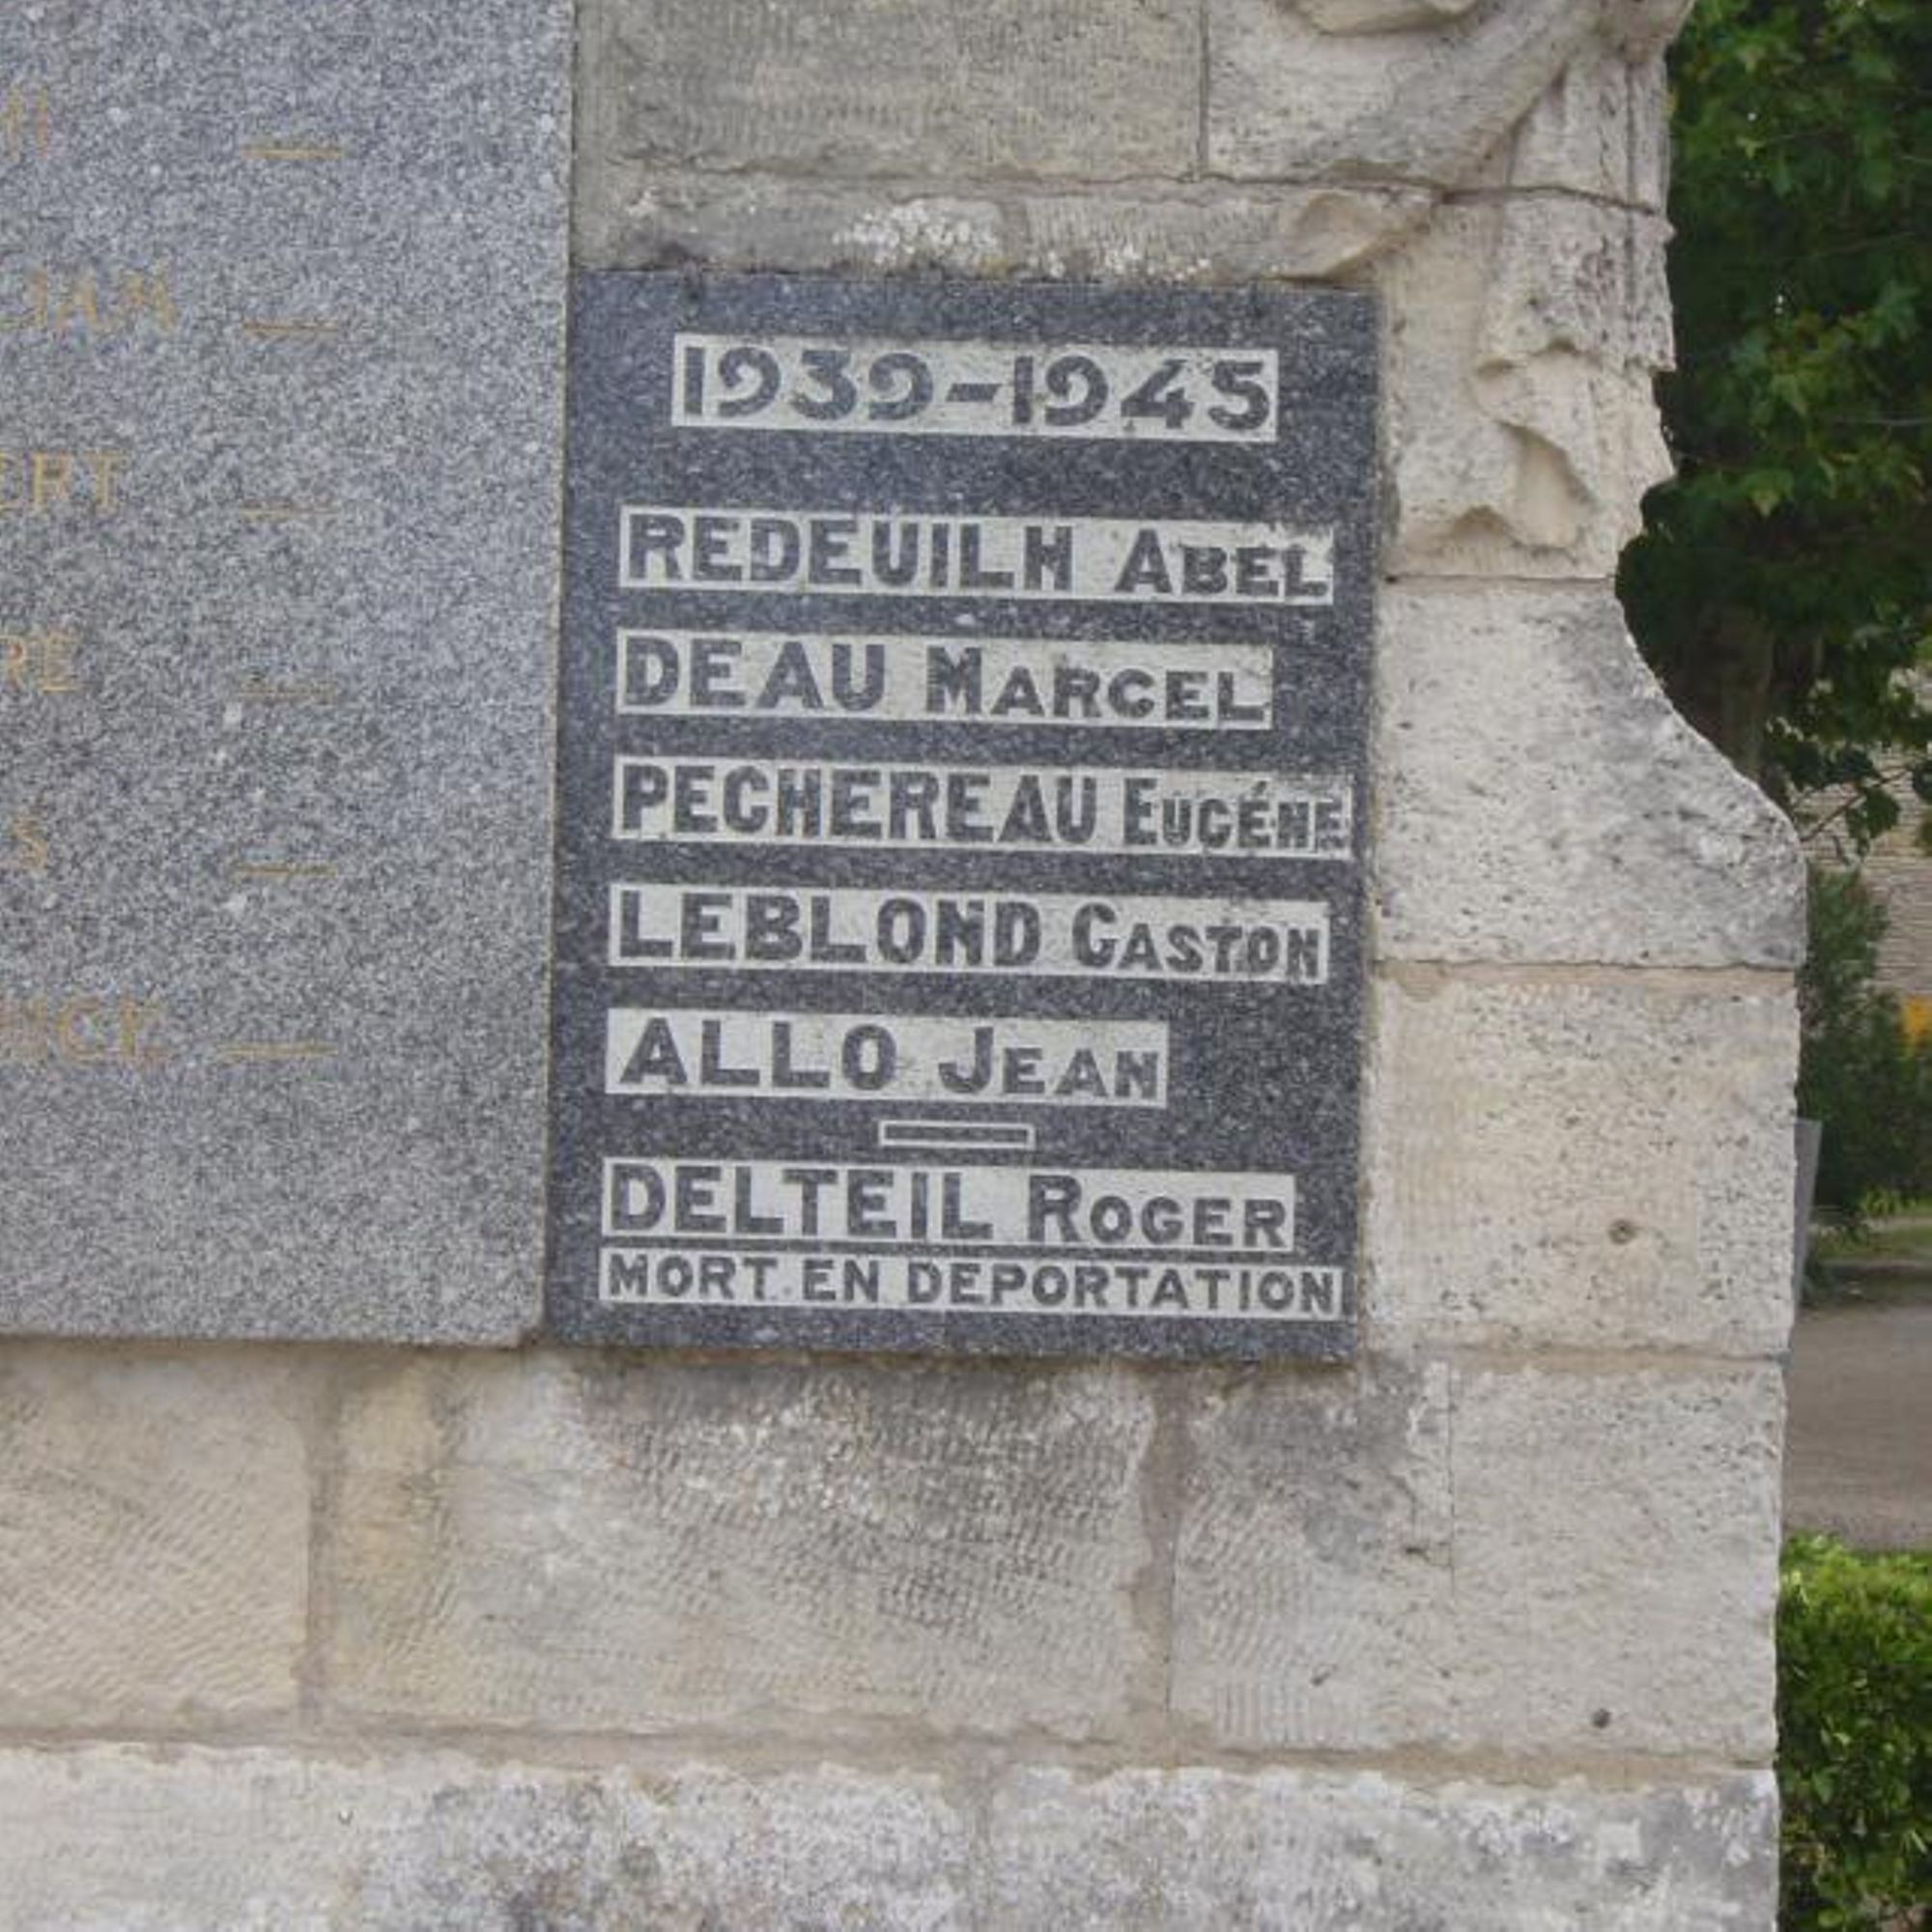 1939-1945
REDEUILH ABEL
DEAU MARCEL
PECHEREAU EUGÉNE
LEBLOND GASTON
ALLO JEAN
DELTEIL ROGER
MORT EN DEPORTATION